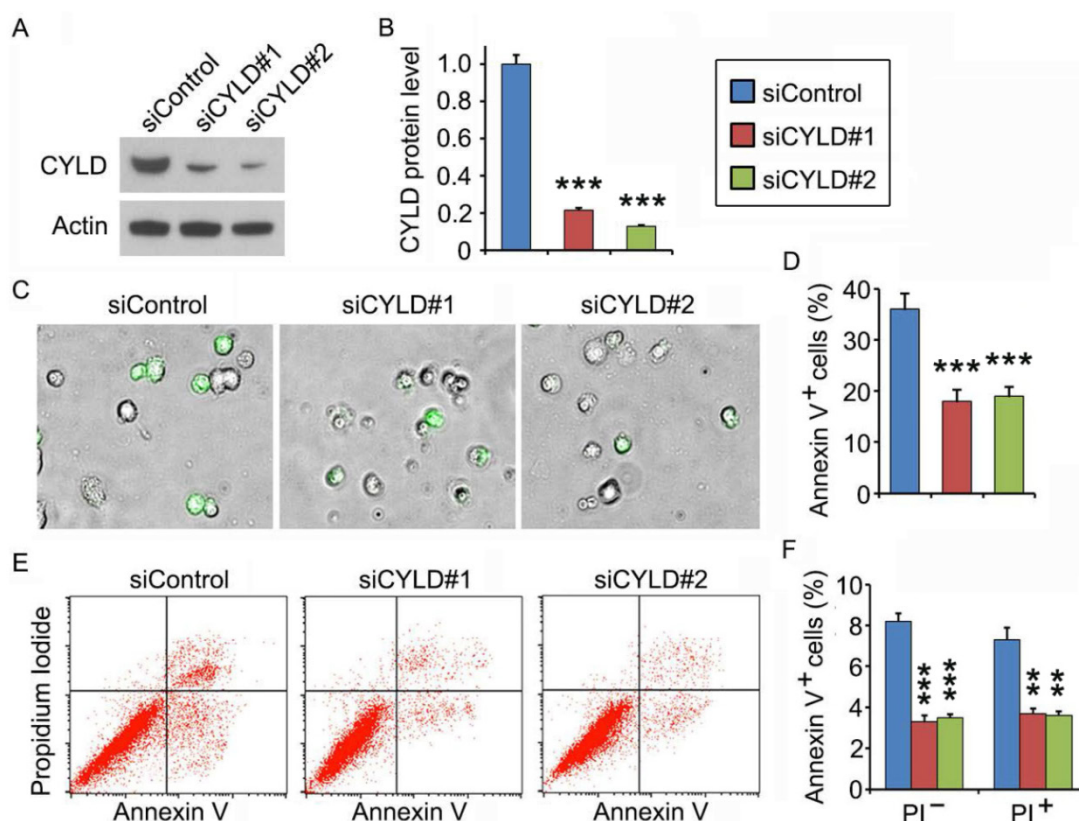 A
siControl
siCYLD#1
siCYLD#2
CYLD
Actin
B
CYLD protein level
1.0
0.8
0.6
0.4
0.2
0
***
***
siControl
siCYLD#1
siCYLD#2
C
siControl
siCYLD#1
siCYLD#2
D
Annexin V+ cells (%)
40
30
20
10
0
***
***
E
siControl
siCYLD#1
siCYLD#2
Propidium Iodide
Annexin V
Annexin V
Annexin V
F
Annexin V+ cells (%)
8
6
4
2
0
***
***
**
**
PI−
PI+